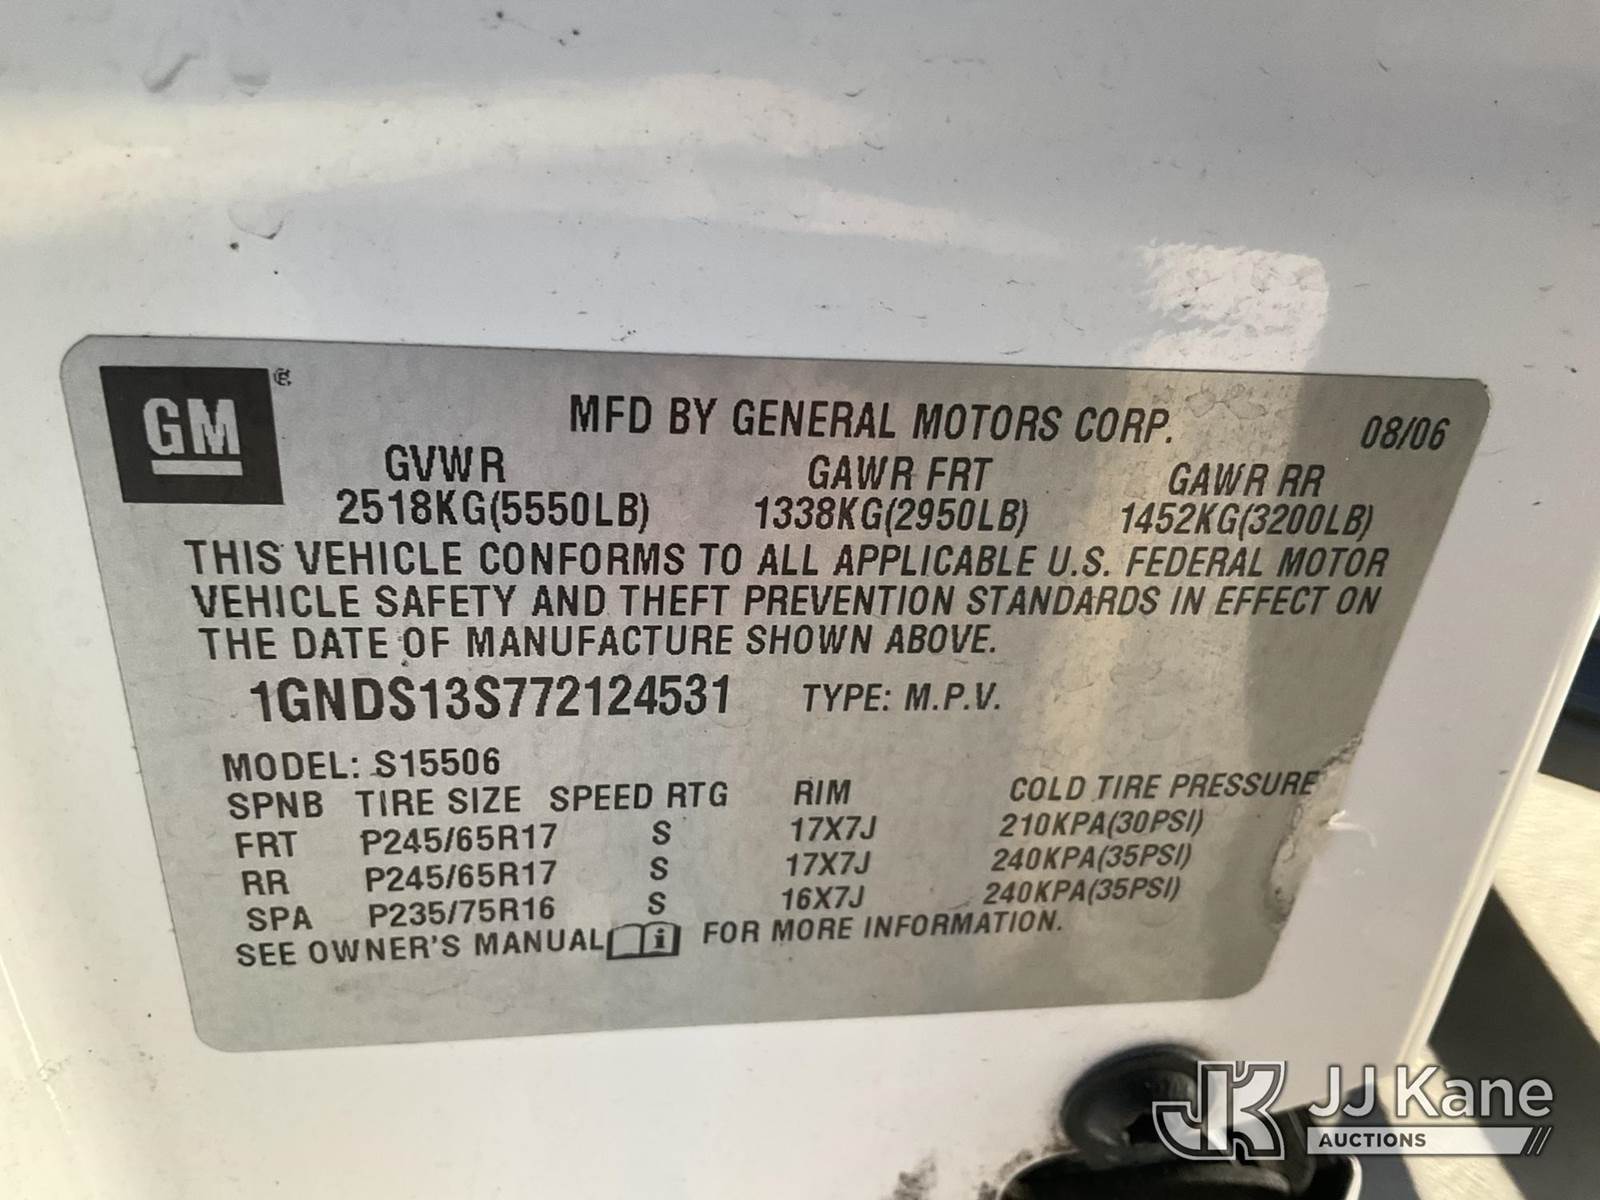 GM
MFD BY GENERAL MOTORS CORP. 08/06
GVWR GAWR FRT GAWR RR
2518KG(5550LB) 1338KG(2950LB) 1452KG(3200LB)
THIS VEHICLE CONFORMS TO ALL APPLICABLE U.S. FEDERAL MOTOR
VEHICLE SAFETY AND THEFT PREVENTION STANDARDS IN EFFECT ON
THE DATE OF MANUFACTURE SHOWN ABOVE.
1GNDS13S772124531 TYPE: M.P.V.
MODEL: S15506
SPNB TIRE SIZE SPEED RTG RIM COLD TIRE PRESSURE
FRT P245/65R17 S 17X7J 210KPA(30PSI)
RR P245/65R17 S 17X7J 240KPA(35PSI)
SPA P235/75R16 S 16X7J 240KPA(35PSI)
SEE OWNER'S MANUAL i FOR MORE INFORMATION.
JK JJ Kane
AUCTIONS